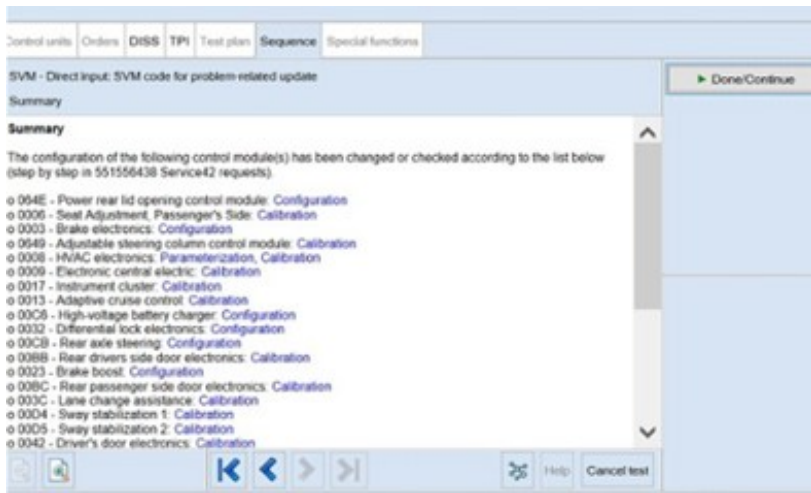 Control units Orders DISS TPI Test plan Sequence Special functions
SVM - Direct input: SVM code for problem-related update
Done/Continue
Summary
Summary
The configuration of the following control module(s) has been changed or checked according to the list below
(step by step in 551556438 Service42 requests).
o 064E - Power rear lid opening control module: Configuration
o 0006 - Seat Adjustment, Passenger's Side: Calibration
o 0003 - Brake electronics: Configuration
o 0649 - Adjustable steering column control module: Calibration
o 0008 - HVAC electronics: Parameterization, Calibration
o 0009 - Electronic central electric: Calibration
o 0017 - Instrument cluster: Calibration
o 0013 - Adaptive cruise control: Calibration
o 00C6 - High-voltage battery charger: Configuration
o 0032 - Differential lock electronics: Configuration
o 00CB - Rear axle steering: Configuration
o 00BB - Rear drivers side door electronics: Calibration
o 0023 - Brake boost: Configuration
o 00BC - Rear passenger side door electronics: Calibration
o 003C - Lane change assistance: Calibration
o 00D4 - Sway stabilization 1: Calibration
o 00D5 - Sway stabilization 2: Calibration
o 0042 - Driver's door electronics: Calibration
Help Cancel test